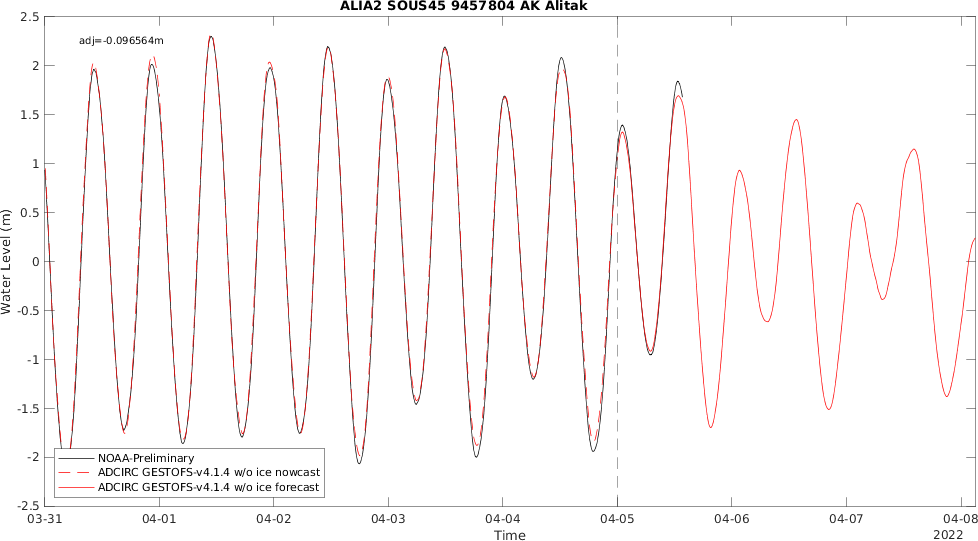 ALIA2 SOUS45 9457804 AK Alitak
adj=-0.096564m
2.5
2
1.5
1
0.5
0
-0.5
-1
-1.5
-2
-2.5
Water Level (m)
NOAA-Preliminary
ADCIRC GESTOFS-v4.1.4 w/o ice nowcast
ADCIRC GESTOFS-v4.1.4 w/o ice forecast
03-31 04-01 04-02 04-03 04-04 04-05 04-06 04-07 04-08
Time
2022